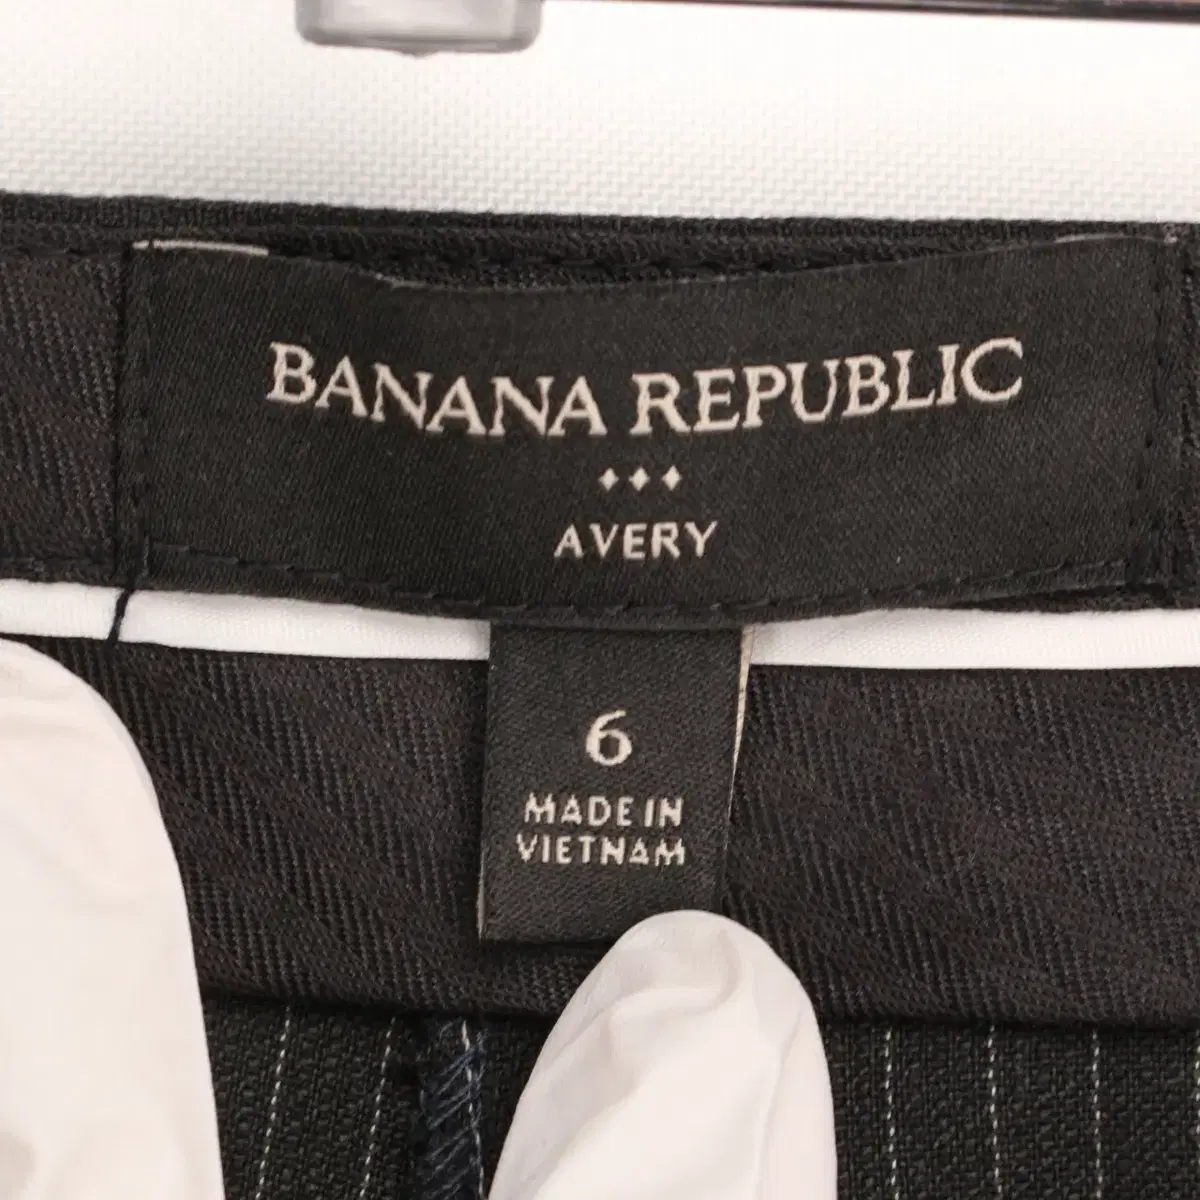 BANANA REPUBLIC
AVERY
6
MADE IN
VIETNAM